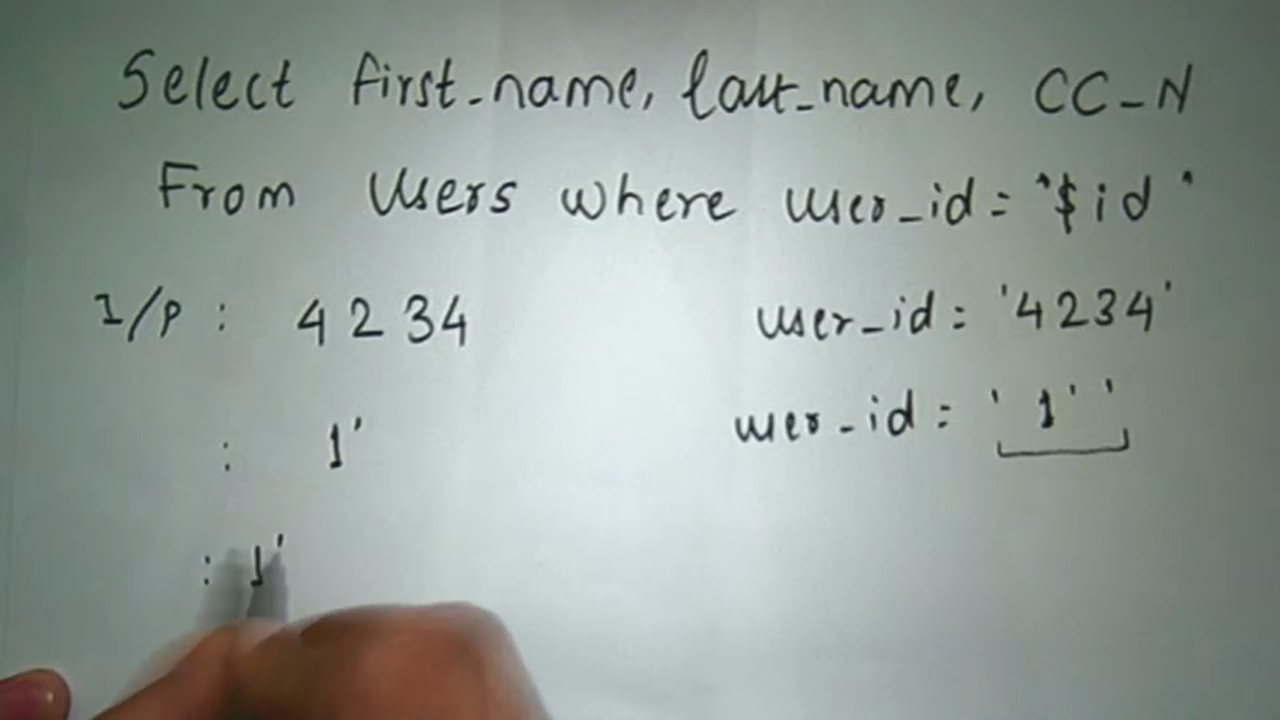 Select first_name, last_name, CC_N
From Users where user_id = '$id'
I/P : 4234 user_id = '4234'
: 1' user_id = '1''
: 1'